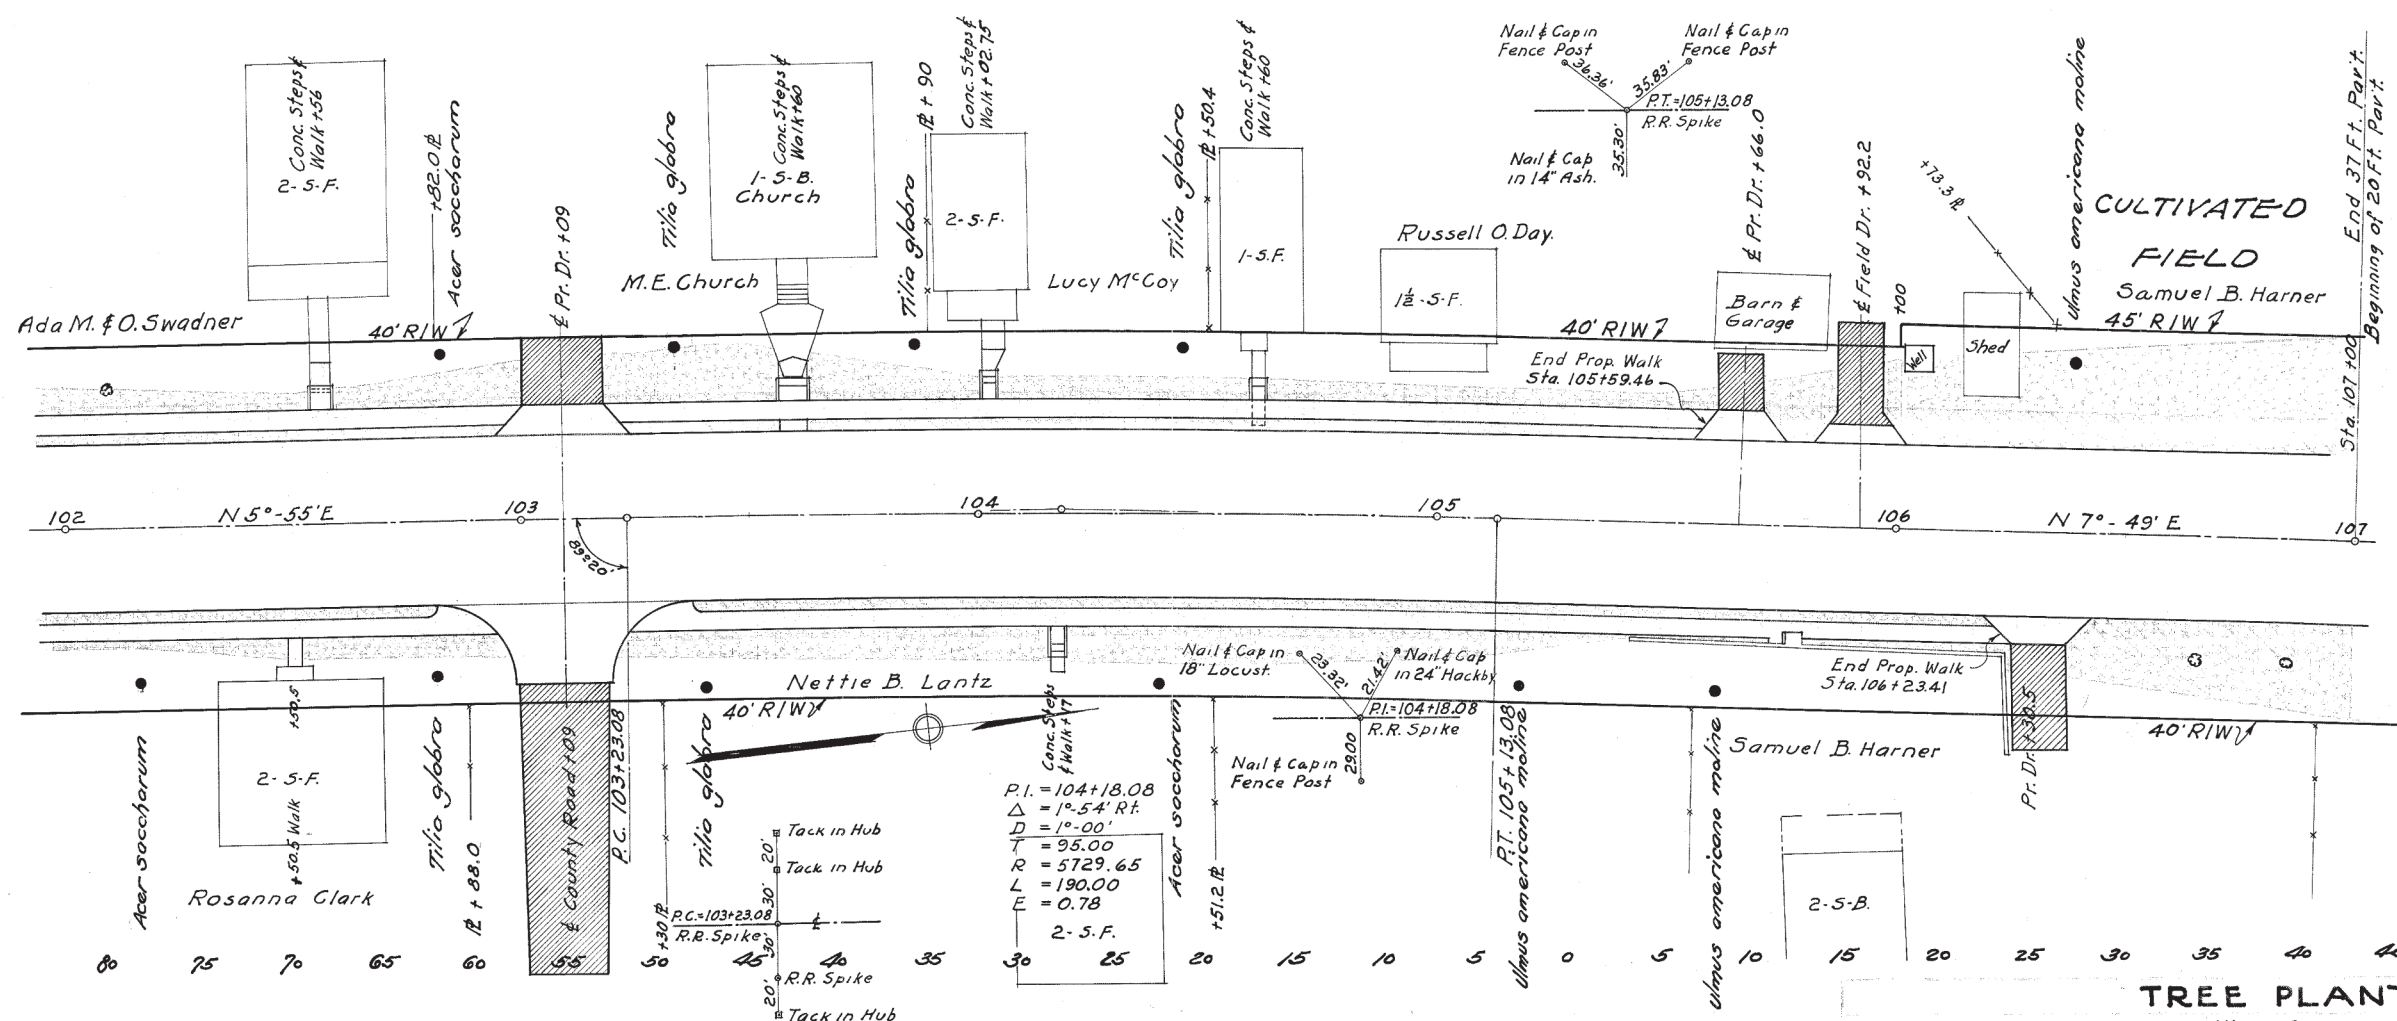 Conc. Steps &
Walk +56
2-S-F.
+82.0 ⅊
Acer saccharum
℄ Pr. Dr. +09
Tilia glabra
Conc. Steps &
Walk +60
1-S-B.
Church
⅊ + 90
Tilia glabra
Conc. Steps &
Walk + 02.75
2-S-F.
Tilia glabra
⅊ +50.4
Conc. Steps &
Walk +60
1-S.F.
Nail & Cap in
Fence Post
36.36'
Nail & Cap in
Fence Post
35.83'
P.T.=105+13.08
R.R. Spike
35.30'
Nail & Cap
in 14" Ash.
℄ Pr. Dr. +66.0
℄ Field Dr. +92.2
+00
+73.3 ⅊
Ulmus americana moline
CULTIVATED
FIELD
Samuel B. Harner
45' R/W
End 37 Ft. Pav't.
Beginning of 20 Ft. Pav't.
Sta. 107+00
Ada M. & O. Swadner
40' R/W
M.E. Church
Lucy McCoy
Russell O. Day.
1½-S-F.
40' R/W
Barn &
Garage
Well
Shed
End Prop. Walk
Sta. 105+59.46
102
N 5°-55' E
103
104
105
106
N 7°-49' E
107
89°20'
Nail & Cap in
18" Locust.
23.32'
21.42'
Nail & Cap
in 24" Hackby.
P.I.=104+18.08
R.R. Spike
29.00
Nail & Cap in
Fence Post
End Prop. Walk
Sta. 106+23.41
Nettie B. Lantz
40' R/W
Conc. Steps
& Walk +17
Samuel B. Harner
40' R/W
Pr. Dr. +30.5
Acer saccharum
+50.5
2-S-F.
+50.5 Walk
Rosanna Clark
Tilia glabra
⅊ + 88.0
℄ County Road +09
P.C. 103+23.08
+30 ⅊
Tilia glabra
Tack in Hub
20'
Tack in Hub
30'
P.C.=103+23.08
℄
R.R. Spike
30'
R.R. Spike
20'
Tack in Hub
P.I. = 104+18.08
Δ = 1°-54' Rt.
D = 1°-00'
T = 95.00
R = 5729.65
L = 190.00
E = 0.78
2-S.F.
Acer saccharum
+51.2 ⅊
P.T. 105+13.08
Ulmus americana moline
Ulmus americana moline
2-S-B.
80 75 70 65 60 55 50 45 40 35 30 25 20 15 10 5 0 5 10 15 20 25 30 35 40
TREE PLANT